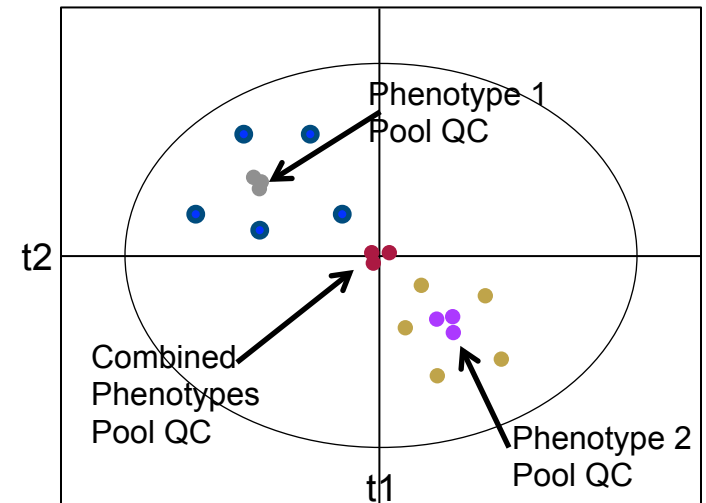 Phenotype 1
Pool QC
t2
Combined
Phenotypes
Pool QC
Phenotype 2
Pool QC
t1